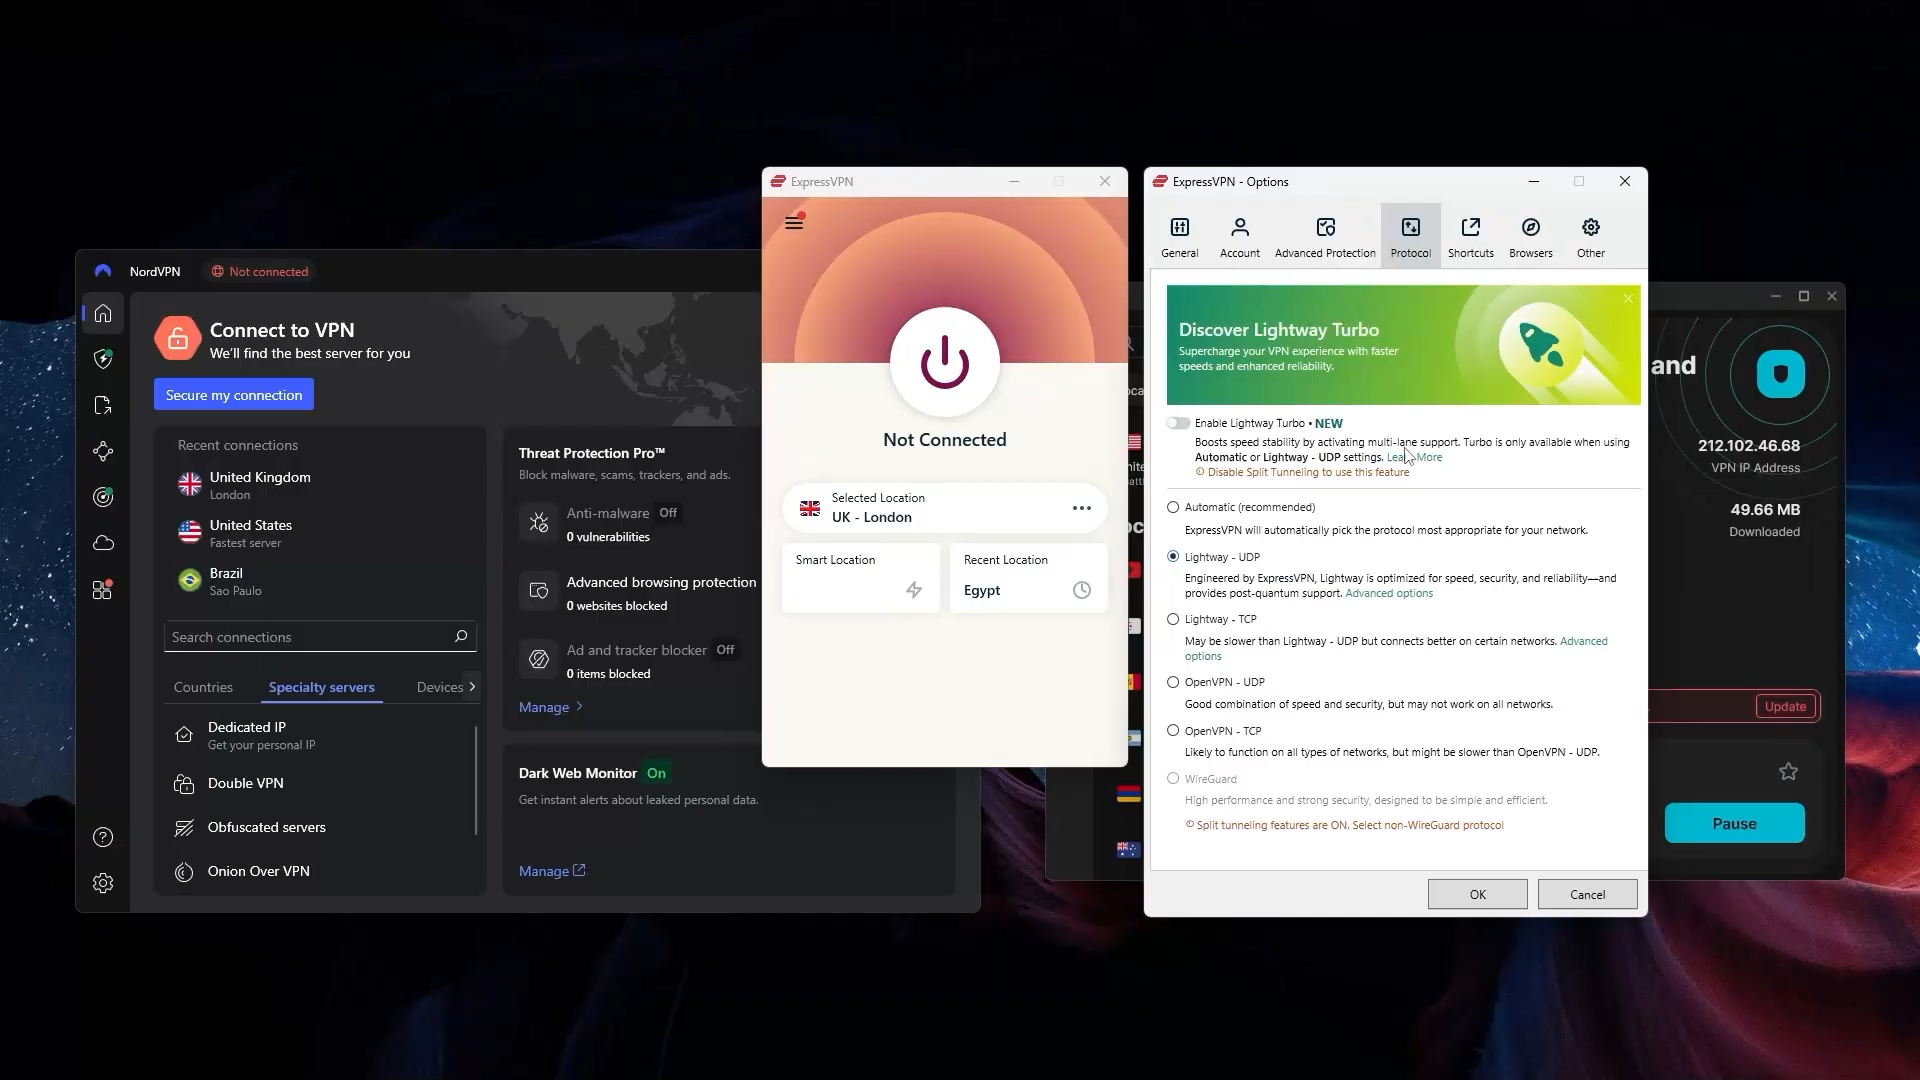 NordVPN
Not connected
Connect to VPN
We'll find the best server for you
Secure my connection
Recent connections
United Kingdom
London
United States
Fastest server
Brazil
Sao Paulo
Search connections
Countries
Specialty servers
Devices
Dedicated IP
Get your personal IP
Double VPN
Obfuscated servers
Onion Over VPN
Threat Protection Pro™
Block malware, scams, trackers, and ads.
Anti-malware Off
0 vulnerabilities
Advanced browsing protection
0 websites blocked
Ad and tracker blocker Off
0 items blocked
Manage
Dark Web Monitor On
Get instant alerts about leaked personal data.
Manage
ExpressVPN
Not Connected
Selected Location
UK - London
Smart Location
Recent Location
Egypt
ExpressVPN - Options
General
Account
Advanced Protection
Protocol
Shortcuts
Browsers
Other
Discover Lightway Turbo
Supercharge your VPN experience with faster
speeds and enhanced reliability.
Enable Lightway Turbo • NEW
Boosts speed stability by activating multi-lane support. Turbo is only available when using
Automatic or Lightway - UDP settings. Learn More
Disable Split Tunneling to use this feature
Automatic (recommended)
ExpressVPN will automatically pick the protocol most appropriate for your network.
Lightway - UDP
Engineered by ExpressVPN, Lightway is optimized for speed, security, and reliability—and
provides post-quantum support. Advanced options
Lightway - TCP
May be slower than Lightway - UDP but connects better on certain networks. Advanced
options
OpenVPN - UDP
Good combination of speed and security, but may not work on all networks.
OpenVPN - TCP
Likely to function on all types of networks, but might be slower than OpenVPN - UDP.
WireGuard
High performance and strong security, designed to be simple and efficient.
Split tunneling features are ON. Select non-WireGuard protocol
OK
Cancel
and
212.102.46.68
VPN IP Address
49.66 MB
Downloaded
Update
Pause